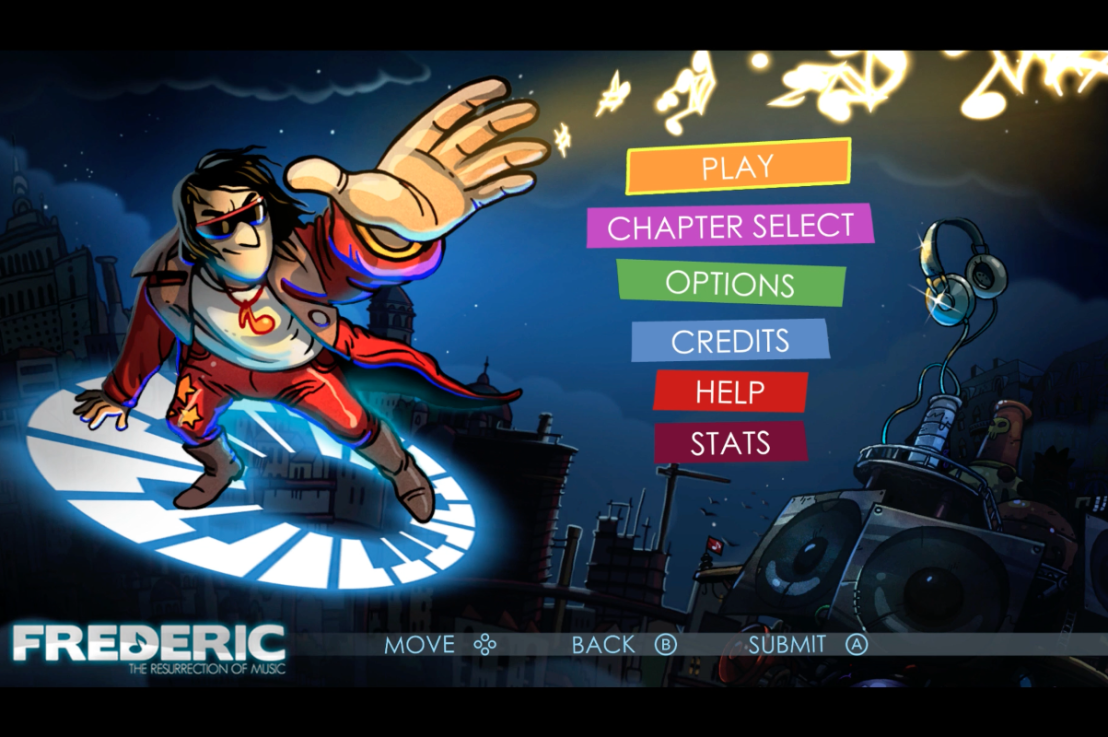 PLAY
CHAPTER SELECT
OPTIONS
CREDITS
HELP
STATS
FREDERIC
THE RESURRECTION OF MUSIC
MOVE BACK B SUBMIT A